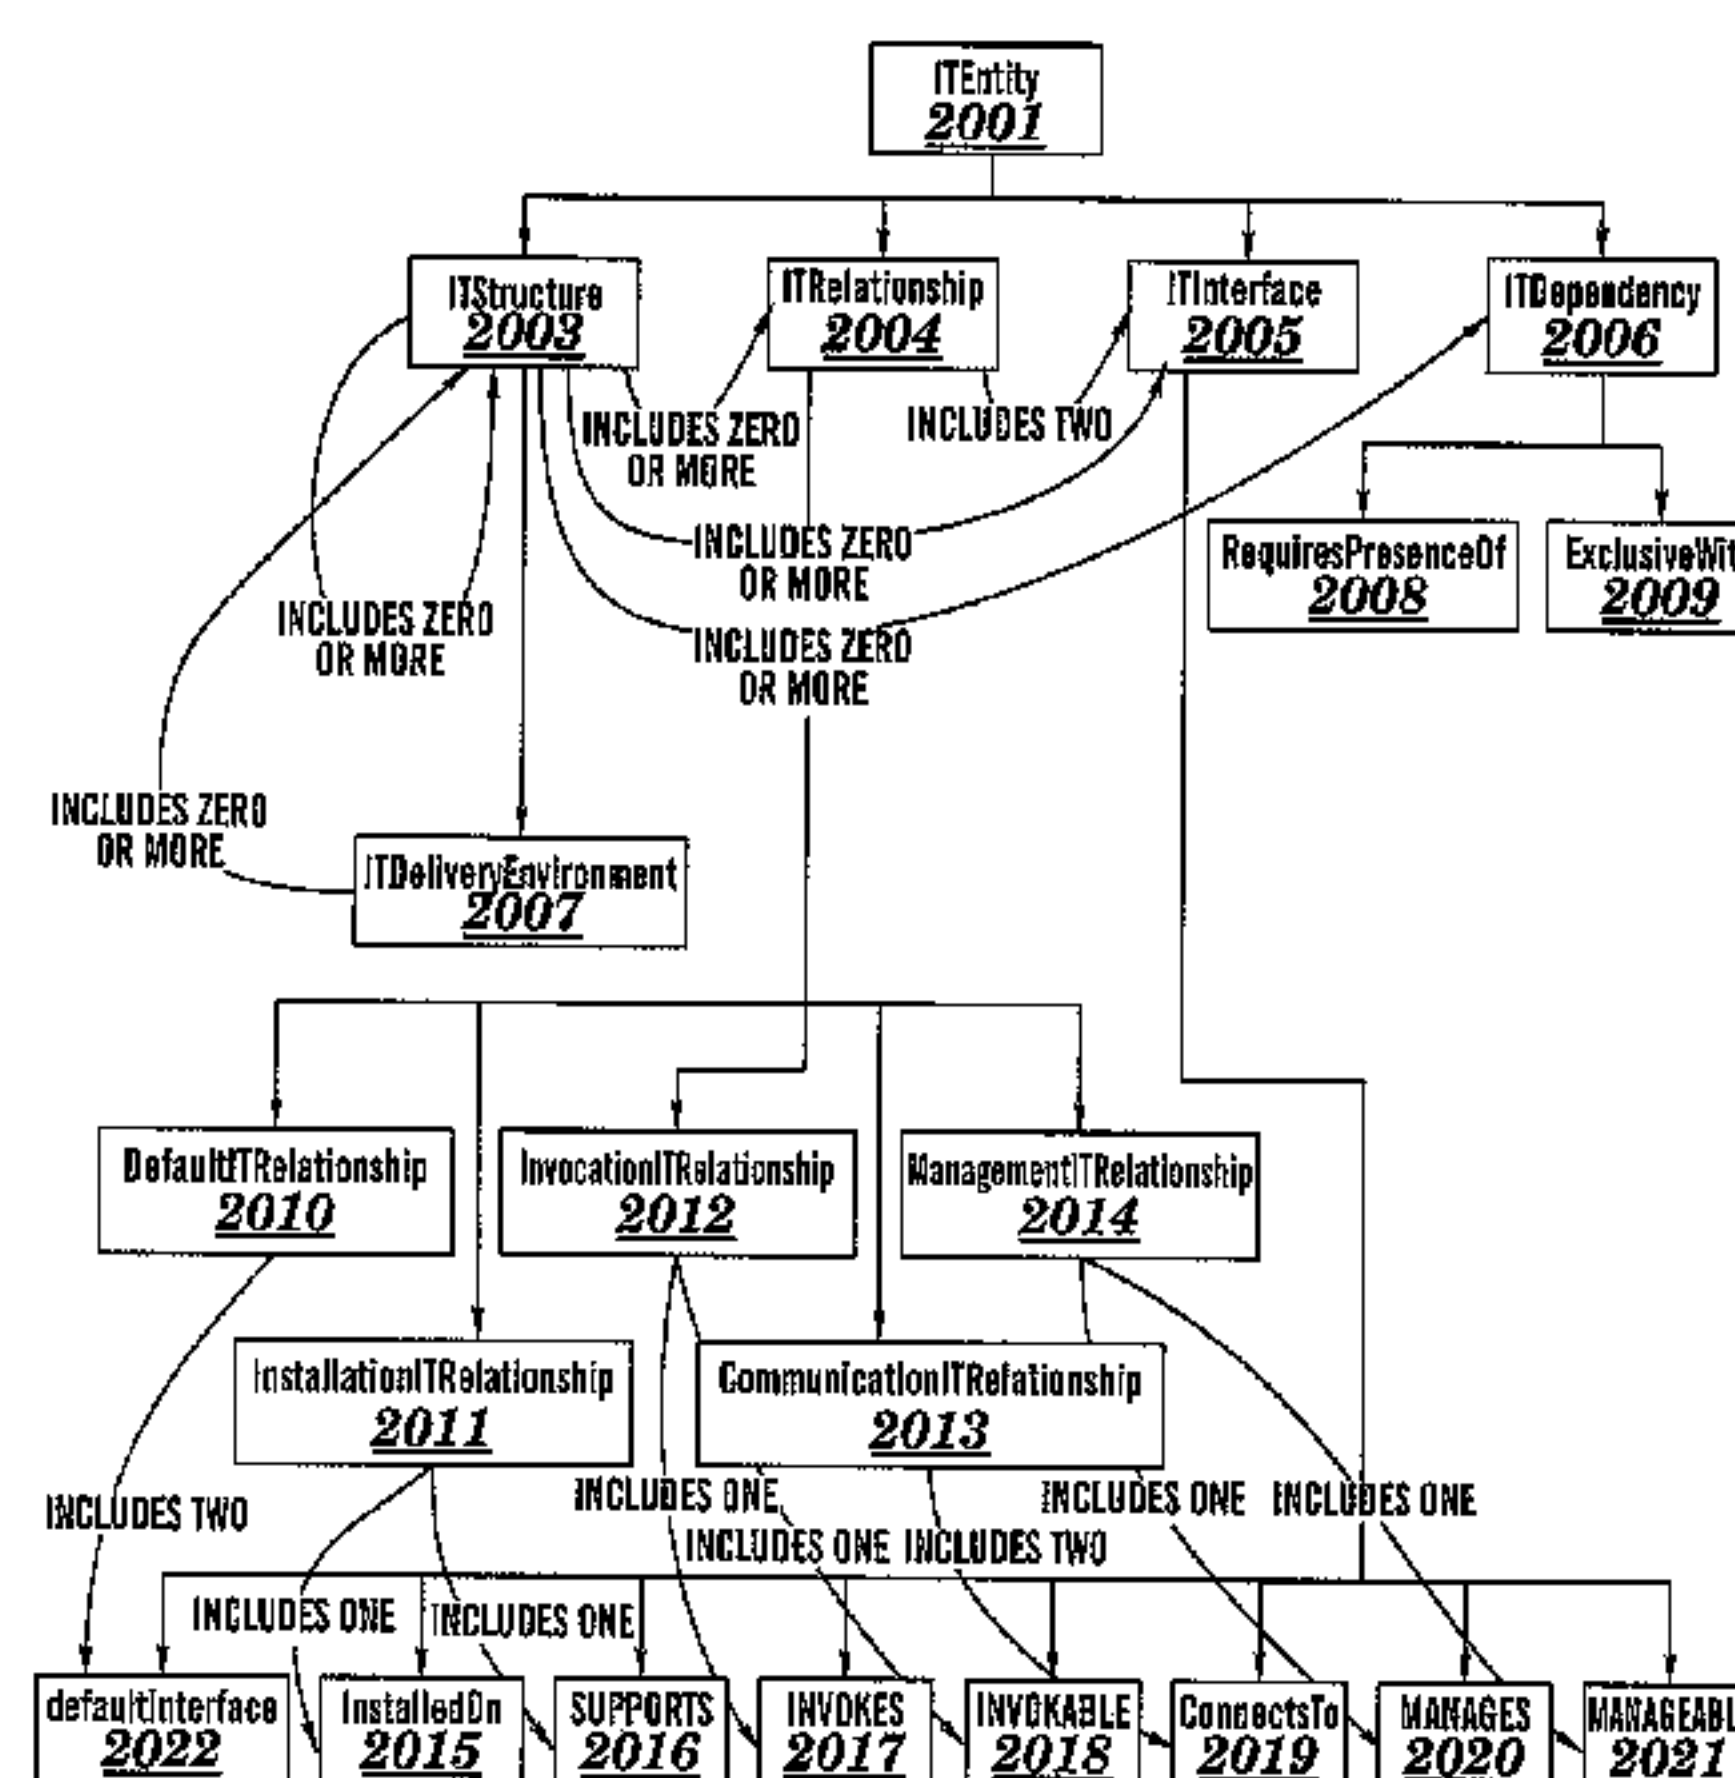 ITEntity
2001
ITStructure
2003
ITRelationship
2004
ITInterface
2005
ITDependency
2006
INCLUDES ZERO
OR MORE
INCLUDES TWO
INCLUDES ZERO
OR MORE
RequiresPresenceOf
2008
ExclusiveWit
2009
INCLUDES ZERO
OR MORE
INCLUDES ZERO
OR MORE
INCLUDES ZERO
OR MORE
ITDeliveryEnvironment
2007
DefaultITRelationship
2010
InvocationITRelationship
2012
ManagementITRelationship
2014
InstallationITRelationship
2011
CommunicationITRelationship
2013
INCLUDES TWO
INCLUDES ONE
INCLUDES ONE
INCLUDES ONE
INCLUDES ONE
INCLUDES TWO
INCLUDES ONE
INCLUDES ONE
defaultInterface
2022
InstalledOn
2015
SUPPORTS
2016
INVOKES
2017
INVOKABLE
2018
ConnectsTo
2019
MANAGES
2020
MANAGEABL
2021